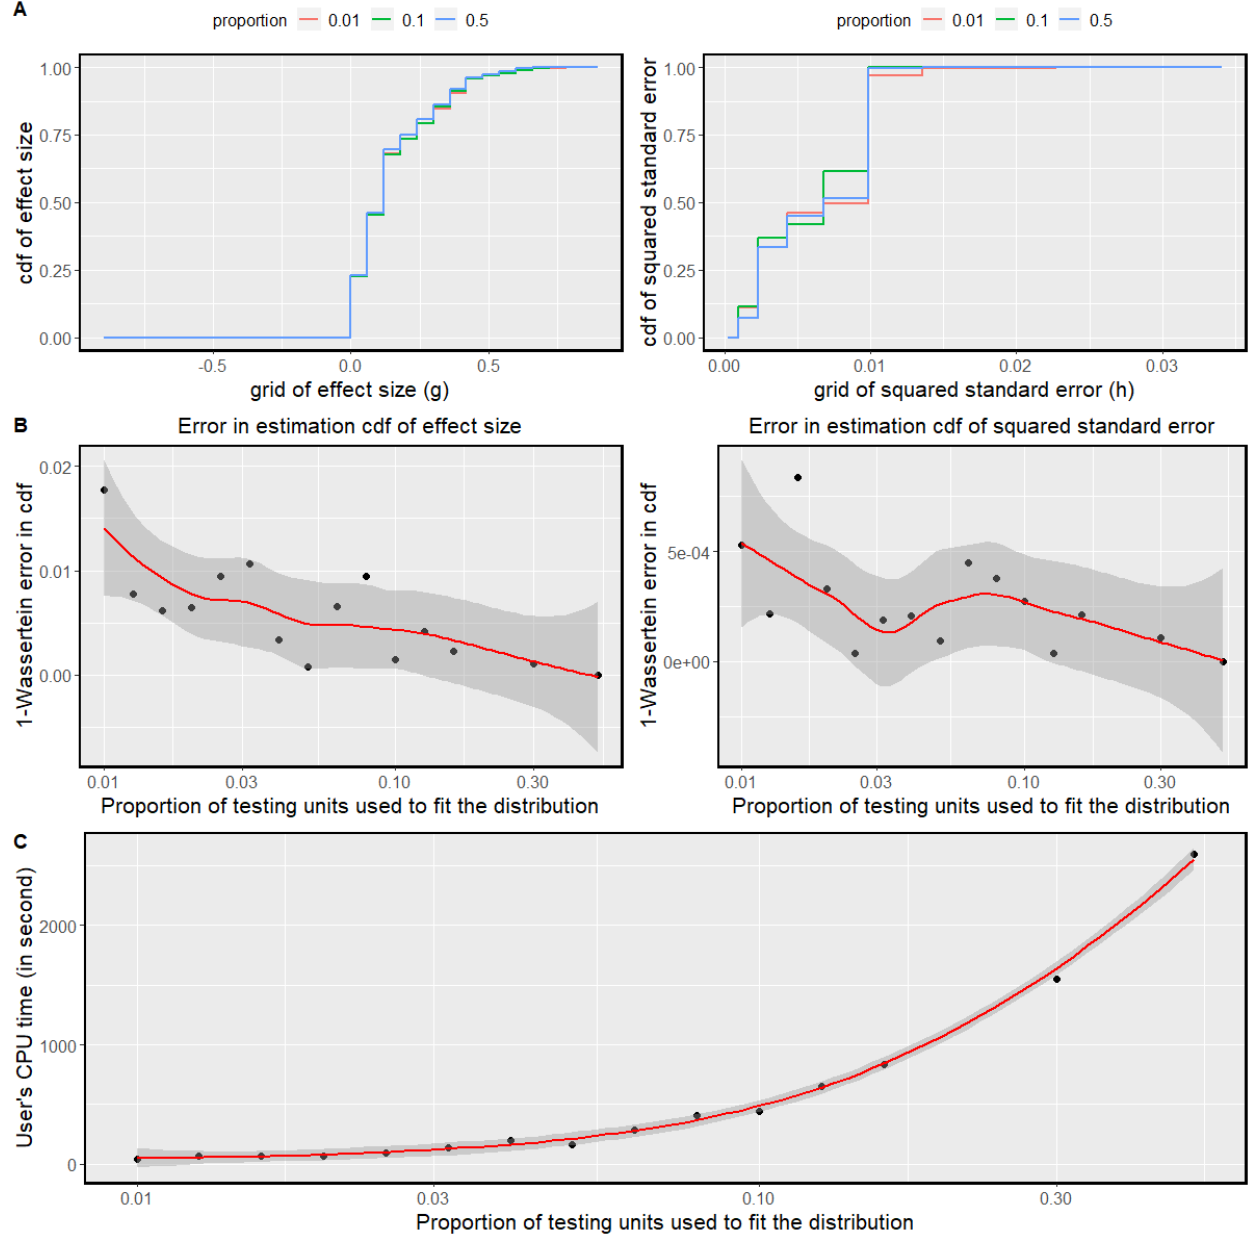 A
proportion 0.01 0.1 0.5
proportion 0.01 0.1 0.5
cdf of effect size
1.00
0.75
0.50
0.25
0.00
-0.5 0.0 0.5
grid of effect size (g)
cdf of squared standard error
1.00
0.75
0.50
0.25
0.00
0.00 0.01 0.02 0.03
grid of squared standard error (h)
B
Error in estimation cdf of effect size
1-Wassertein error in cdf
0.02
0.01
0.00
0.01 0.03 0.10 0.30
Proportion of testing units used to fit the distribution
Error in estimation cdf of squared standard error
1-Wassertein error in cdf
5e-04
0e+00
0.01 0.03 0.10 0.30
Proportion of testing units used to fit the distribution
C
User's CPU time (in second)
2000
1000
0
0.01 0.03 0.10 0.30
Proportion of testing units used to fit the distribution